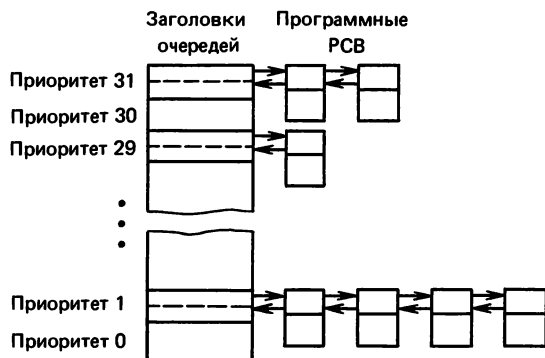 Заголовки
очередей
Программные
PCB
Приоритет 31
Приоритет 30
Приоритет 29
Приоритет 1
Приоритет 0